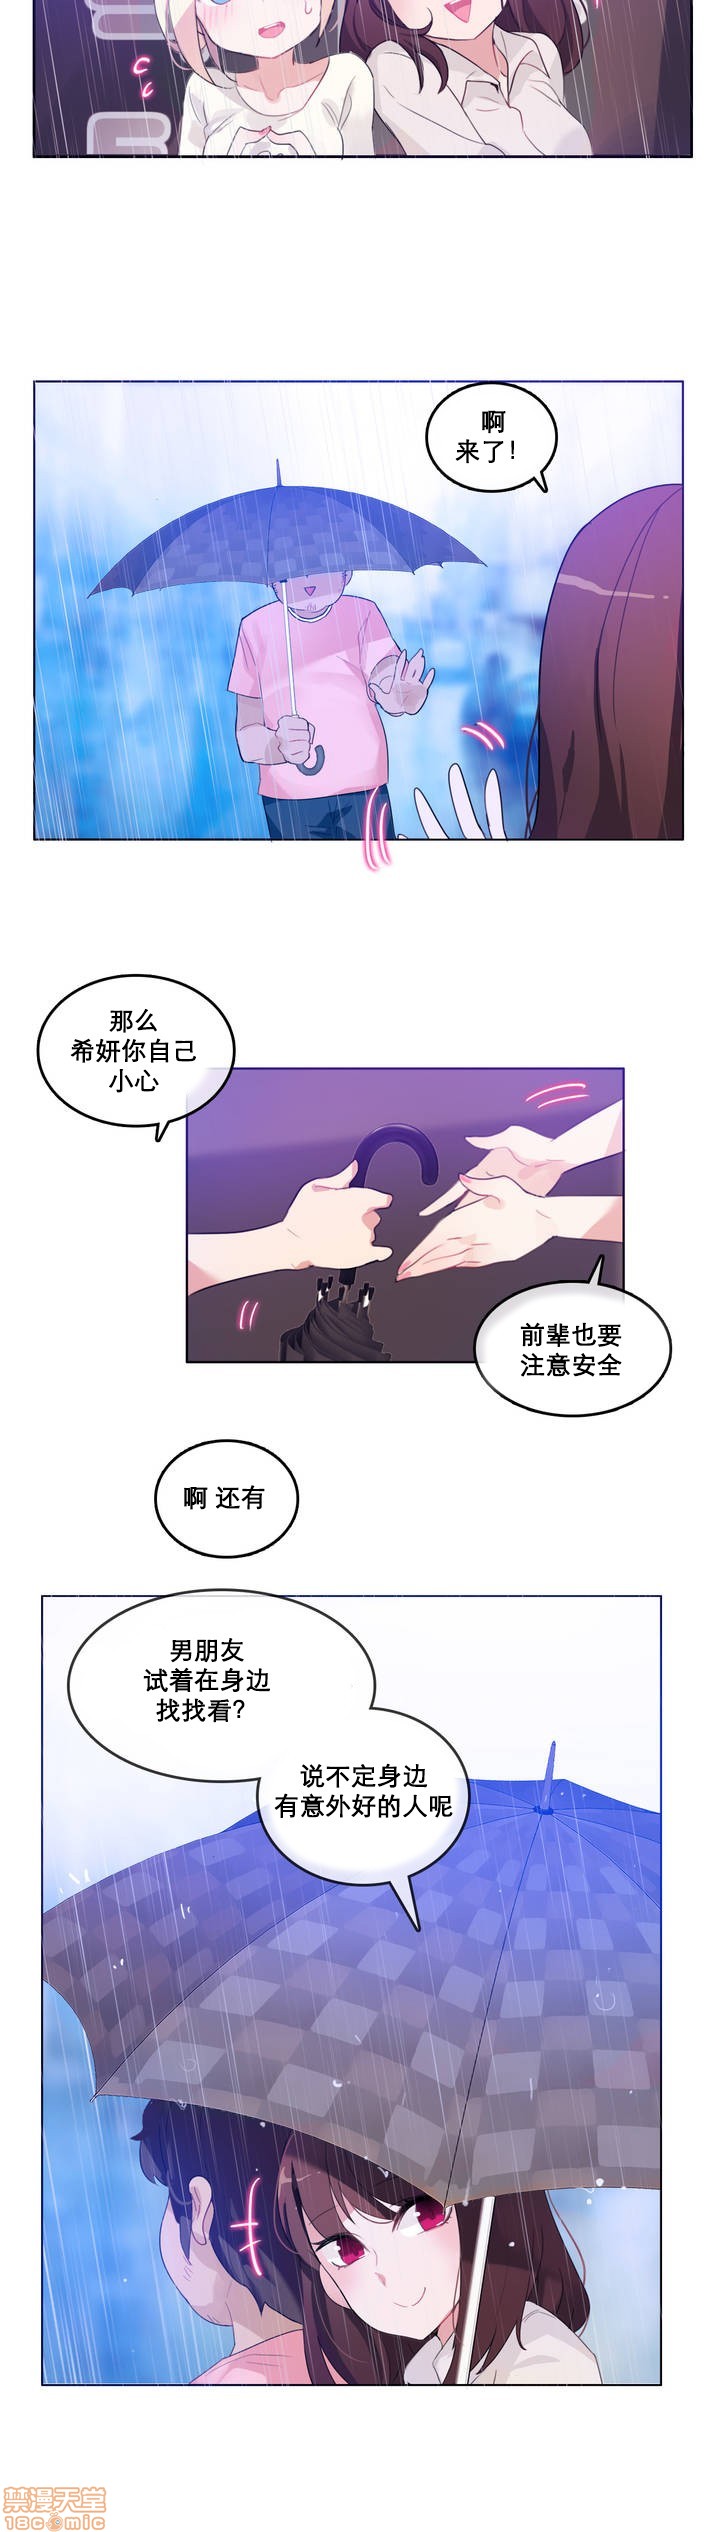 啊
来了!
那么
希妍你自己
小心
前辈也要
注意安全
啊 还有
男朋友
试着在身边
找找看?
说不定身边
有意外好的人呢
禁漫天堂
18comic